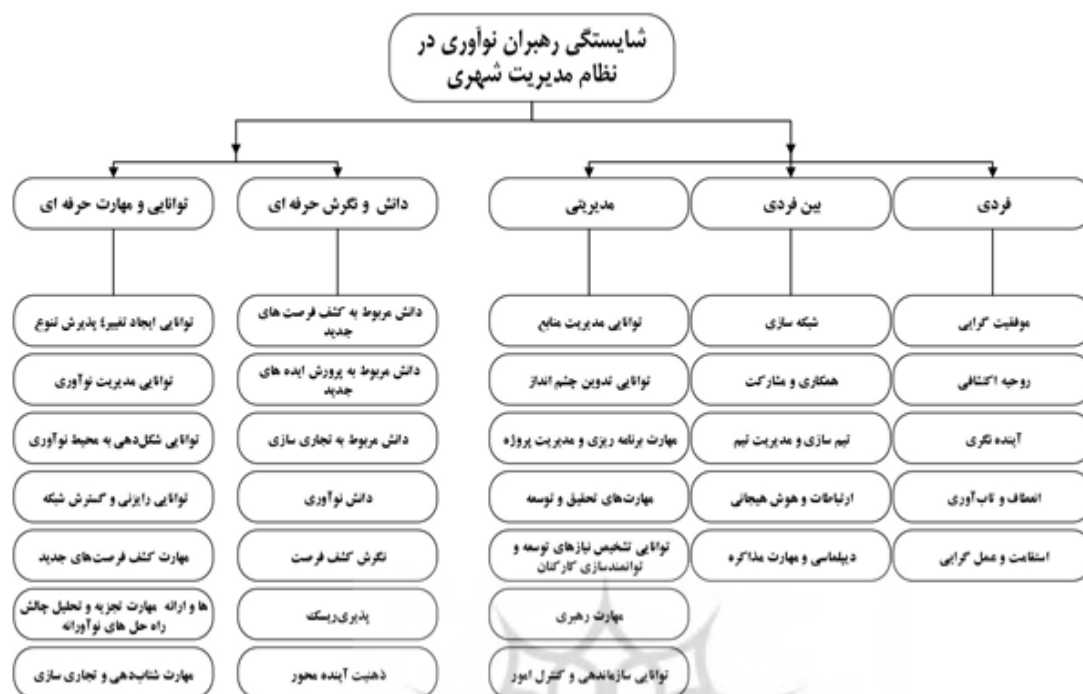 شایستگی رهبران نوآوری در
نظام مدیریت شهری
فردی
بین فردی
مدیریتی
دانش و نگرش حرفه ای
توانایی و مهارت حرفه ای
موفقیت گرایی
روحیه اکتشافی
آینده نگری
انعطاف و تاب‌آوری
استقامت و عمل گرایی
شبکه سازی
همکاری و مشارکت
تیم سازی و مدیریت تیم
ارتباطات و هوش هیجانی
دیپلماسی و مهارت مذاکره
توانایی مدیریت منابع
توانایی تدوین چشم انداز
مهارت برنامه ریزی و مدیریت پروژه
مهارت‌های تحقیق و توسعه
توانایی تشخیص نیازهای توسعه و
توانمندسازی کارکنان
مهارت رهبری
توانایی سازماندهی و کنترل امور
دانش مربوط به کشف فرصت های
جدید
دانش مربوط به پرورش ایده های
جدید
دانش مربوط به تجاری سازی
دانش نوآوری
نگرش کشف فرصت
پذیری‌ریسک
ذهنیت آینده محور
توانایی ایجاد تغییر٤ پذیرش تنوع
توانایی مدیریت نوآوری
توانایی شکل‌دهی به محیط نوآوری
توانایی رایزنی و گسترش شبکه
مهارت کشف فرصت‌های جدید
ها و ارائه مهارت تجزیه و تحلیل چالش
راه حل های نوآورانه
مهارت شتاب‌دهی و تجاری سازی